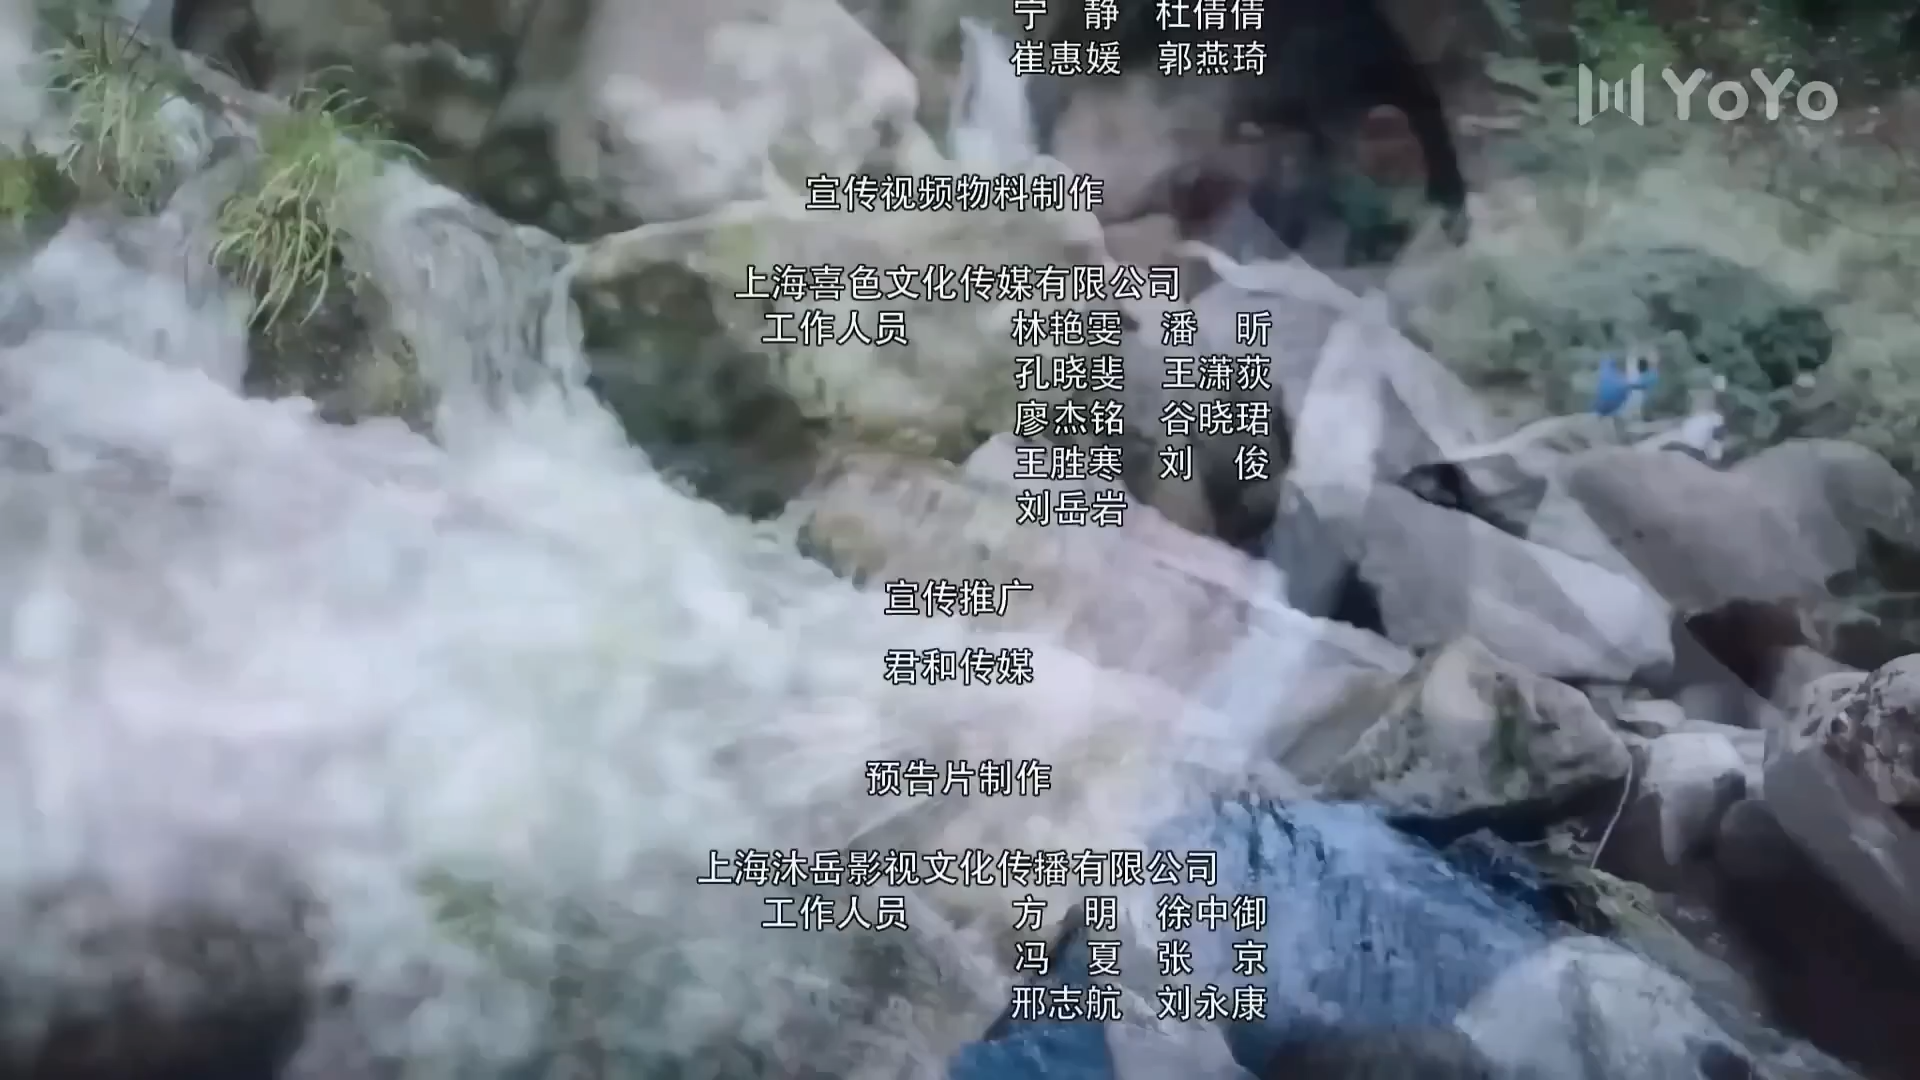 宁 静 杜倩倩
崔惠媛 郭燕琦
YoYo
宣传视频物料制作
上海喜色文化传媒有限公司
工作人员 林艳雯 潘 昕
孔晓斐 王潇荻
廖杰铭 谷晓珺
王胜寒 刘 俊
刘岳岩
宣传推广
君和传媒
预告片制作
上海沐岳影视文化传播有限公司
工作人员 方 明 徐中御
冯 夏 张 京
邢志航 刘永康